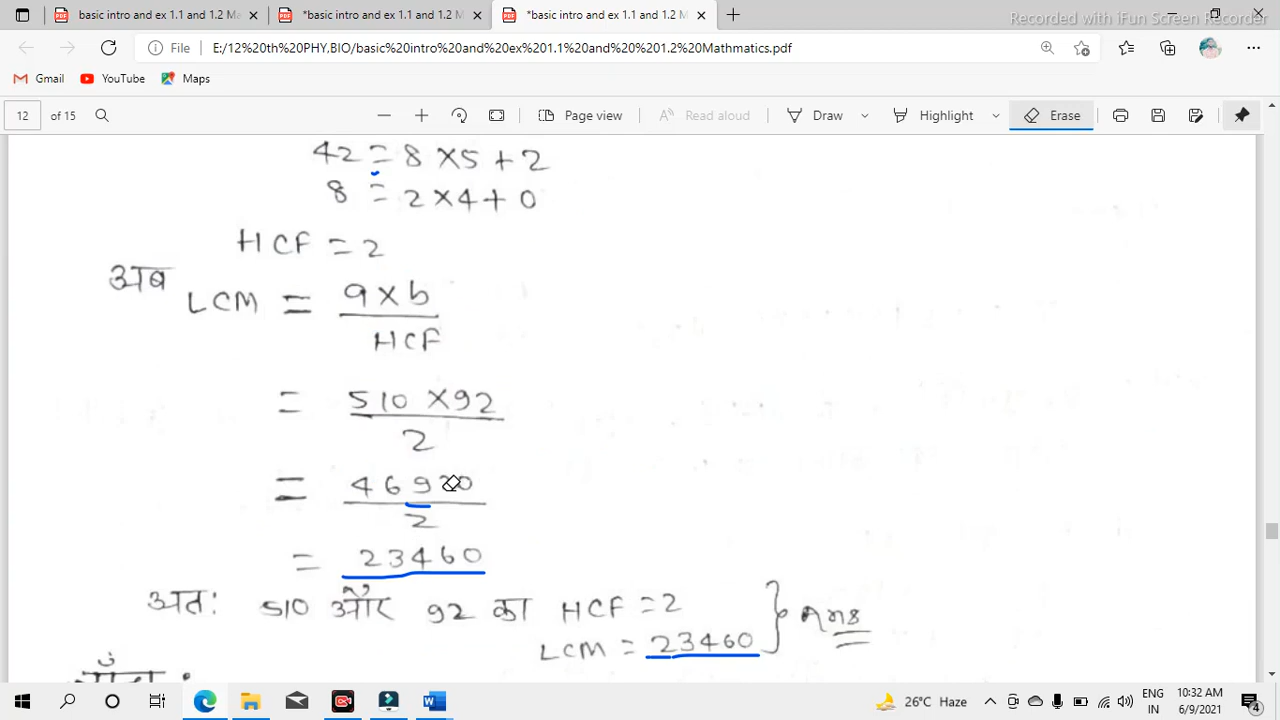 *basic intro and ex 1.1 and 1.2 Ma
*basic intro and ex 1.1 and 1.2 M
*basic intro and ex 1.1 and 1.2 M
Recorded with iFun Screen Recorder
File E:/12%20th%20PHY,BIO/basic%20intro%20and%20ex%201.1%20and%20%201.2%20Mathmatics.pdf
Gmail YouTube Maps
12 of 15 Page view Read aloud Draw Highlight Erase
42 = 8 × 5 + 2
8 = 2 × 4 + 0
HCF = 2
अब
LCM = a × b
HCF
= 510 × 92
2
= 46920
2
= 23460
अतः 510 और 92 का HCF = 2
LCM = 23460 } Ans
26°C Haze ENG 10:32 AM
IN 6/9/2021 4